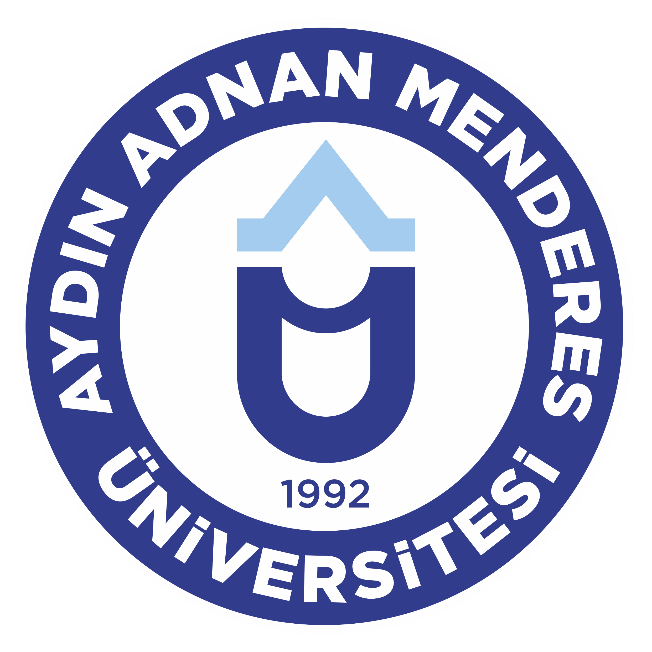 AYDIN ADNAN MENDERES
ÜNİVERSİTESİ
1992